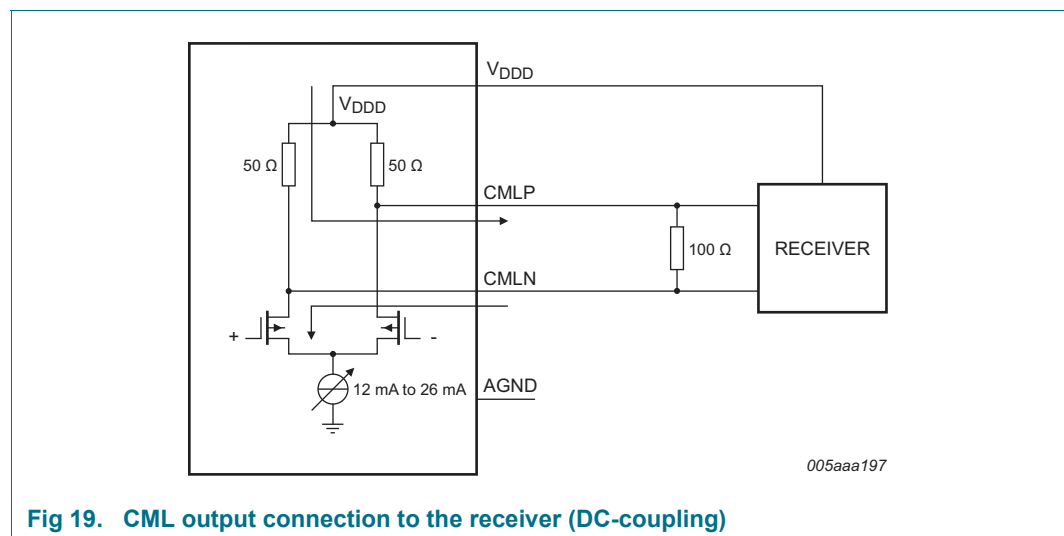 VDDD
VDDD
50 Ω
50 Ω
CMLP
100 Ω
RECEIVER
CMLN
+
-
12 mA to 26 mA
AGND
005aaa197
Fig 19. CML output connection to the receiver (DC-coupling)